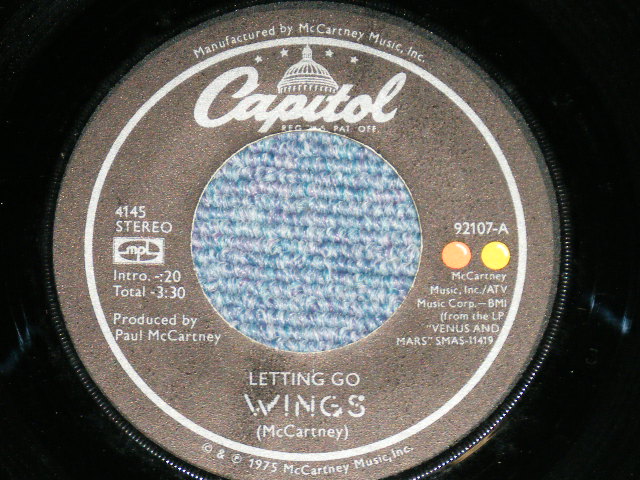 Manufactured by McCartney Music, Inc.
Capitol
REG. U.S. PAT. OFF.
4145
STEREO
mpl
Intro. -:20
Total -3:30
Produced by
Paul McCartney
92107-A
McCartney
Music, Inc./ATV
Music Corp.—BMI
(from the LP
"VENUS AND
MARS" SMAS-11419)
LETTING GO
WINGS
(McCartney)
© & ℗ 1975 McCartney Music, Inc.